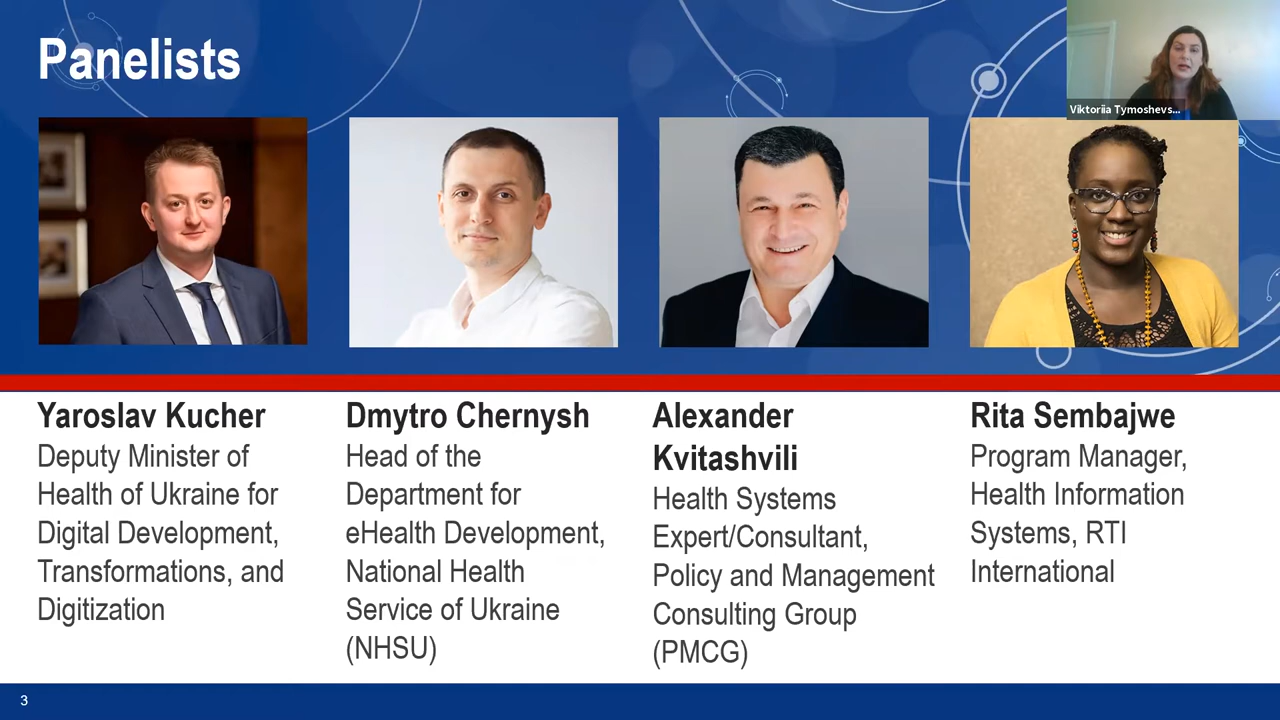 Panelists
Viktoriia Tymoshevs...
Yaroslav Kucher
Deputy Minister of
Health of Ukraine for
Digital Development,
Transformations, and
Digitization
Dmytro Chernysh
Head of the
Department for
eHealth Development,
National Health
Service of Ukraine
(NHSU)
Alexander
Kvitashvili
Health Systems
Expert/Consultant,
Policy and Management
Consulting Group
(PMCG)
Rita Sembajwe
Program Manager,
Health Information
Systems, RTI
International
3